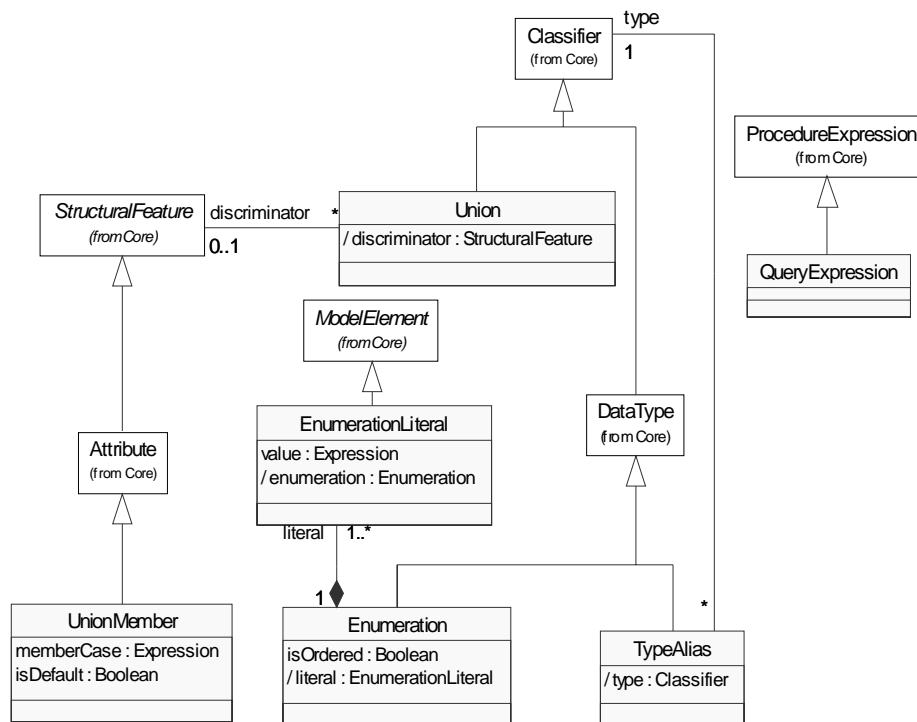 type
Classifier
(from Core)
1
ProcedureExpression
(from Core)
StructuralFeature
(fromCore)
discriminator
*
0..1
Union
/ discriminator : StructuralFeature
QueryExpression
ModelElement
(fromCore)
EnumerationLiteral
value : Expression
/ enumeration : Enumeration
DataType
(from Core)
Attribute
(from Core)
literal
1..*
1
*
UnionMember
memberCase : Expression
isDefault : Boolean
Enumeration
isOrdered : Boolean
/ literal : EnumerationLiteral
TypeAlias
/ type : Classifier